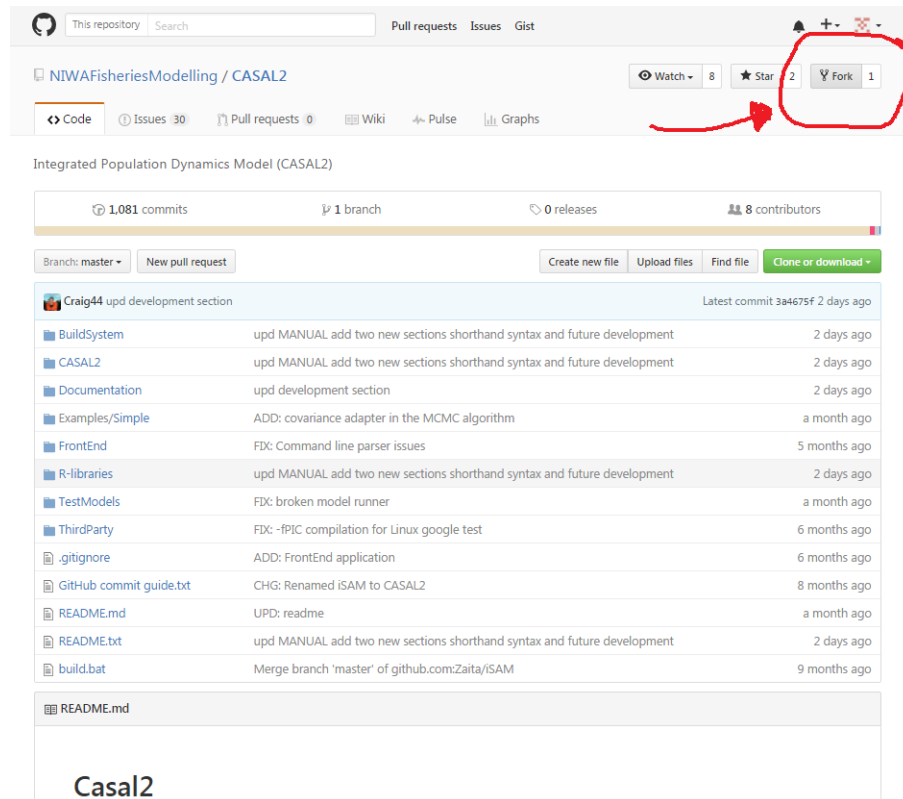 This repository Search Pull requests Issues Gist
NIWAFisheriesModelling / CASAL2 Watch 8 Star 2 Fork 1
Code Issues 30 Pull requests 0 Wiki Pulse Graphs
Integrated Population Dynamics Model (CASAL2)
1,081 commits 1 branch 0 releases 8 contributors
Branch: master New pull request Create new file Upload files Find file Clone or download
Craig44 upd development section Latest commit 3a4675f 2 days ago
BuildSystem upd MANUAL add two new sections shorthand syntax and future development 2 days ago
CASAL2 upd MANUAL add two new sections shorthand syntax and future development 2 days ago
Documentation upd development section 2 days ago
Examples/Simple ADD: covariance adapter in the MCMC algorithm a month ago
FrontEnd FIX: Command line parser issues 5 months ago
R-libraries upd MANUAL add two new sections shorthand syntax and future development 2 days ago
TestModels FIX: broken model runner a month ago
ThirdParty FIX: -fPIC compilation for Linux google test 6 months ago
.gitignore ADD: FrontEnd application 6 months ago
GitHub commit guide.txt CHG: Renamed iSAM to CASAL2 8 months ago
README.md UPD: readme a month ago
README.txt upd MANUAL add two new sections shorthand syntax and future development 2 days ago
build.bat Merge branch 'master' of github.com:Zaita/iSAM 9 months ago
README.md
Casal2